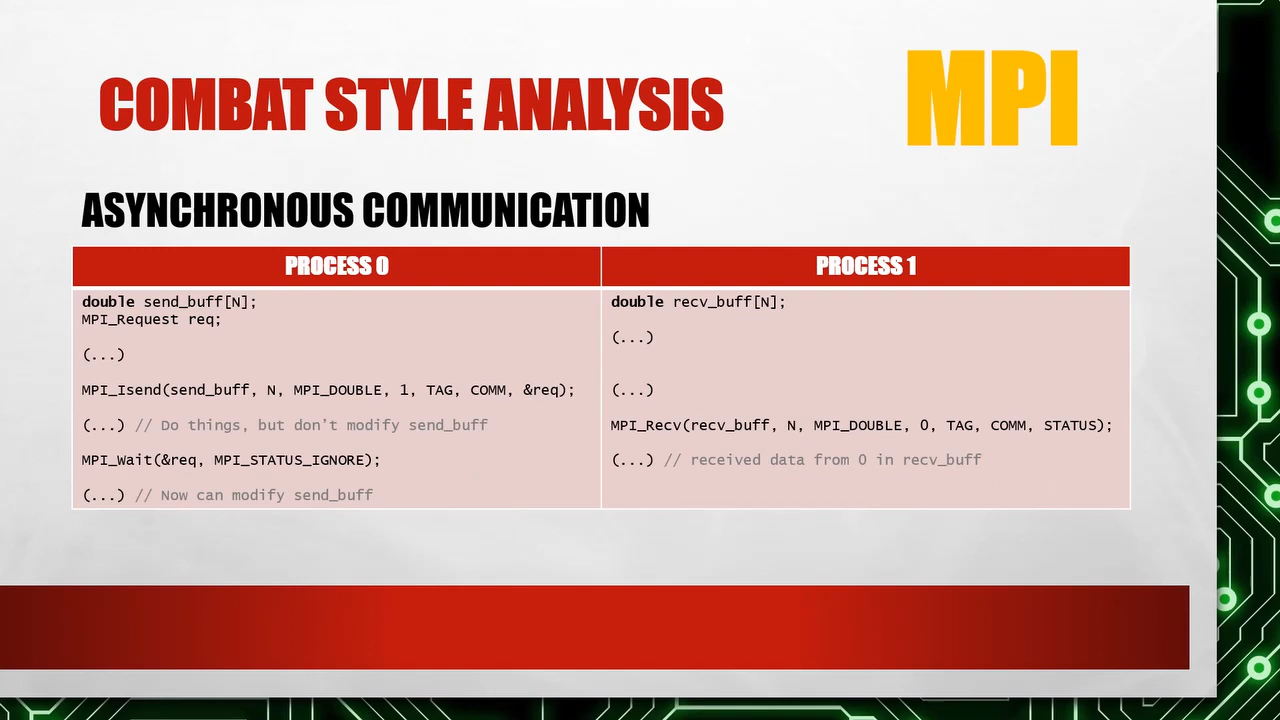 COMBAT STYLE ANALYSIS
MPI
ASYNCHRONOUS COMMUNICATION
PROCESS 0
double send_buff[N];
MPI_Request req;
(...)
MPI_Isend(send_buff, N, MPI_DOUBLE, 1, TAG, COMM, &req);
(...) // Do things, but don’t modify send_buff
MPI_Wait(&req, MPI_STATUS_IGNORE);
(...) // Now can modify send_buff
PROCESS 1
double recv_buff[N];
(...)
(...)
MPI_Recv(recv_buff, N, MPI_DOUBLE, 0, TAG, COMM, STATUS);
(...) // received data from 0 in recv_buff